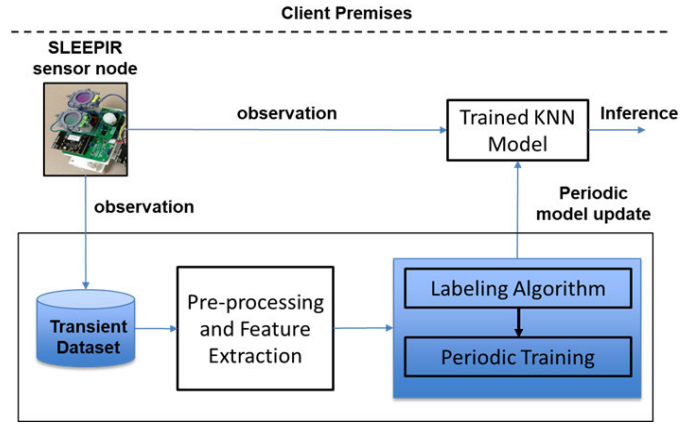 Client Premises
SLEEPIR
sensor node
observation
Trained KNN
Model
Inference
observation
Periodic
model update
Transient
Dataset
Pre-processing
and Feature
Extraction
Labeling Algorithm
Periodic Training